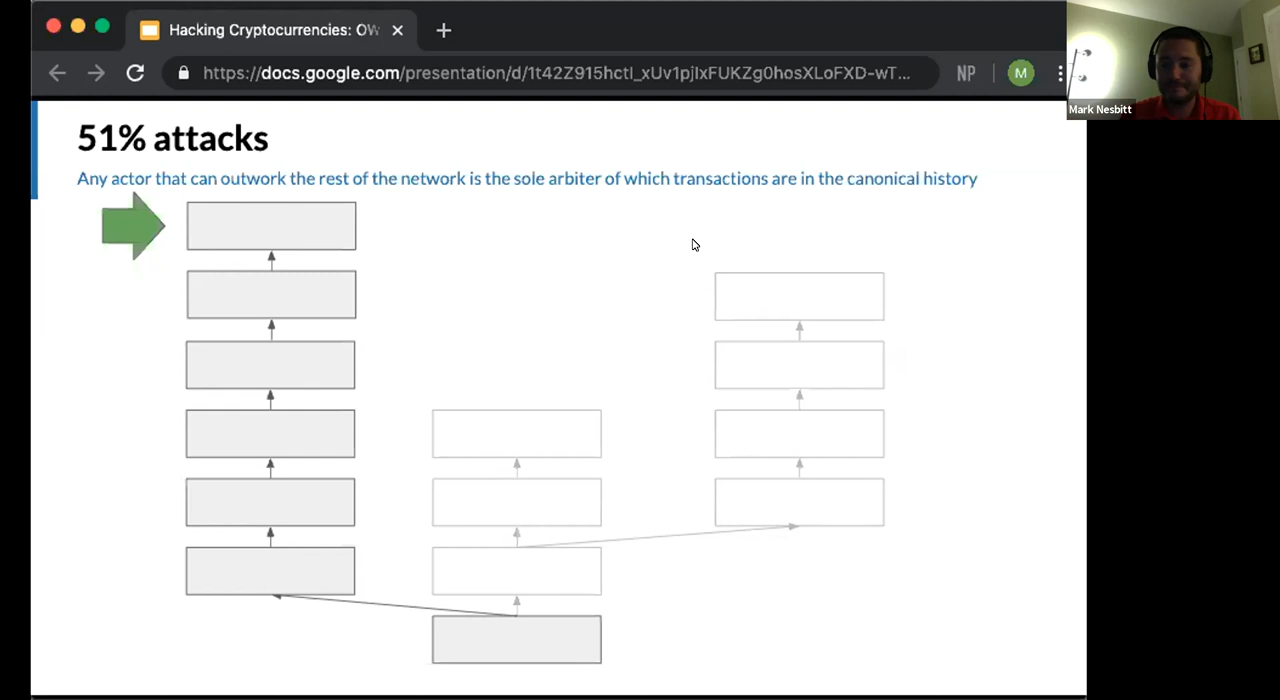 Hacking Cryptocurrencies: OW
https://docs.google.com/presentation/d/1t42Z915hctI_xUv1pjIxFUKZg0hosXLoFXD-wT...
NP
M
Mark Nesbitt
51% attacks
Any actor that can outwork the rest of the network is the sole arbiter of which transactions are in the canonical history